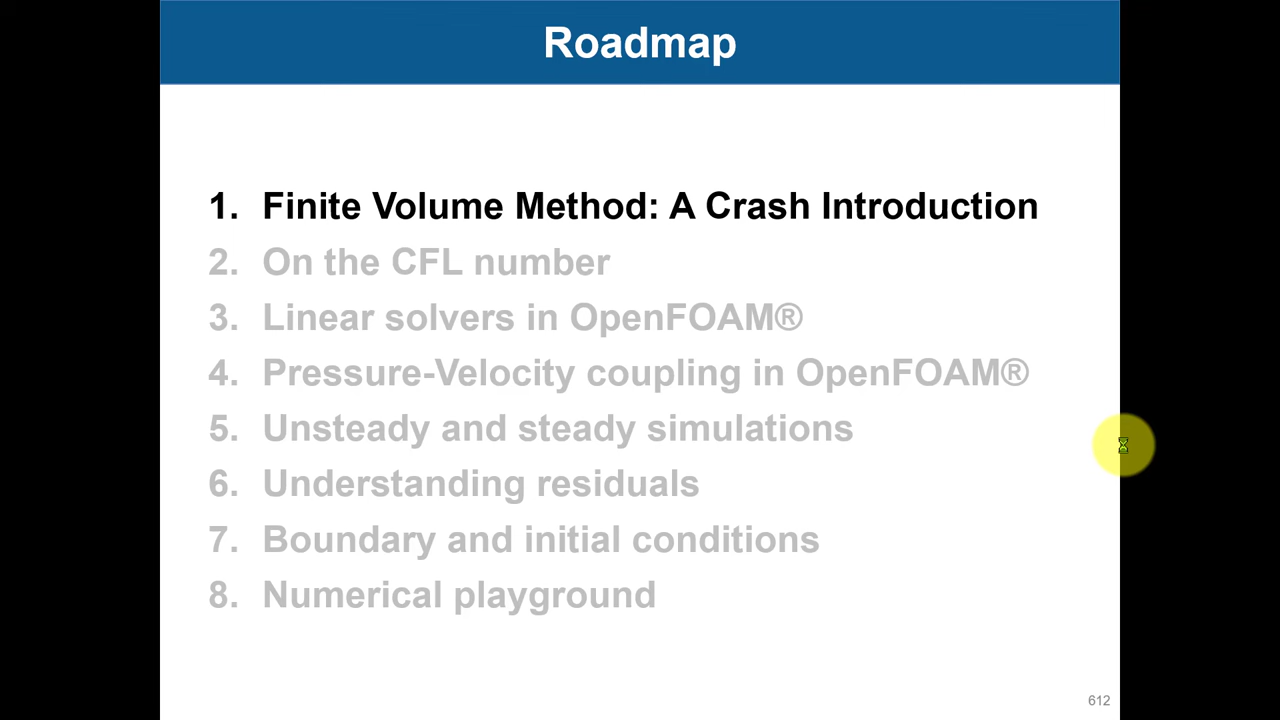 Roadmap
1. Finite Volume Method: A Crash Introduction
2. On the CFL number
3. Linear solvers in OpenFOAM®
4. Pressure-Velocity coupling in OpenFOAM®
5. Unsteady and steady simulations
6. Understanding residuals
7. Boundary and initial conditions
8. Numerical playground
612